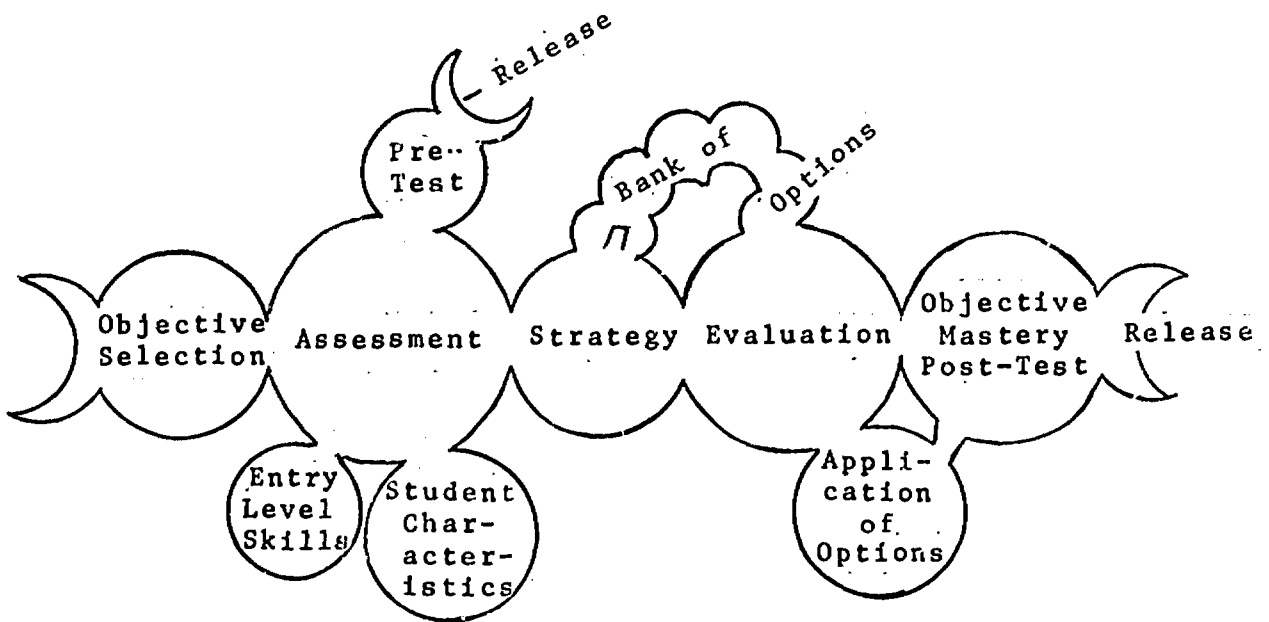 Release
Pre-
Test
Bank of
Options
Objective
Selection
Assessment
Strategy
Evaluation
Objective
Mastery
Post-Test
Release
Entry
Level
Skills
Student
Char-
acter-
istics
Appli-
cation
of
Options